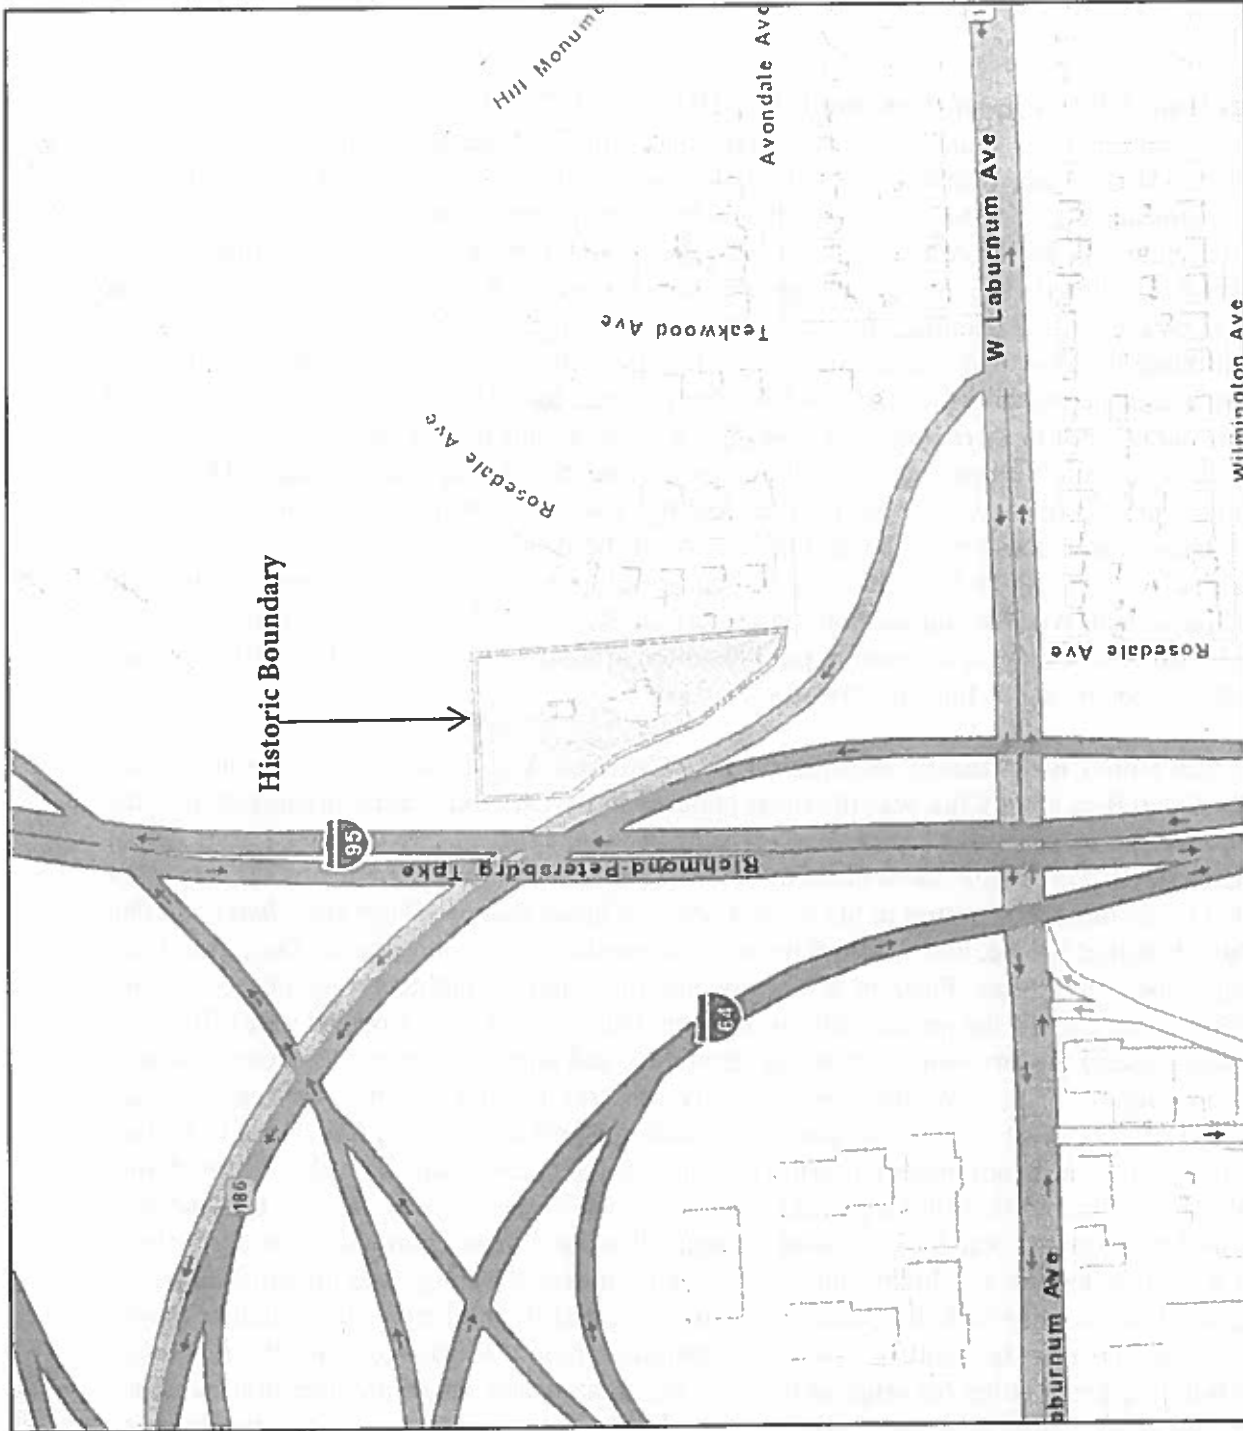 Hill Monum
Avondale Ave
W Laburnum Ave
Teakwood Ave
Rosedale Ave
Wilmington Ave
Historic Boundary
Rosedale Ave
95
Richmond-Petersburg Tpke
64
186
aburnum Ave